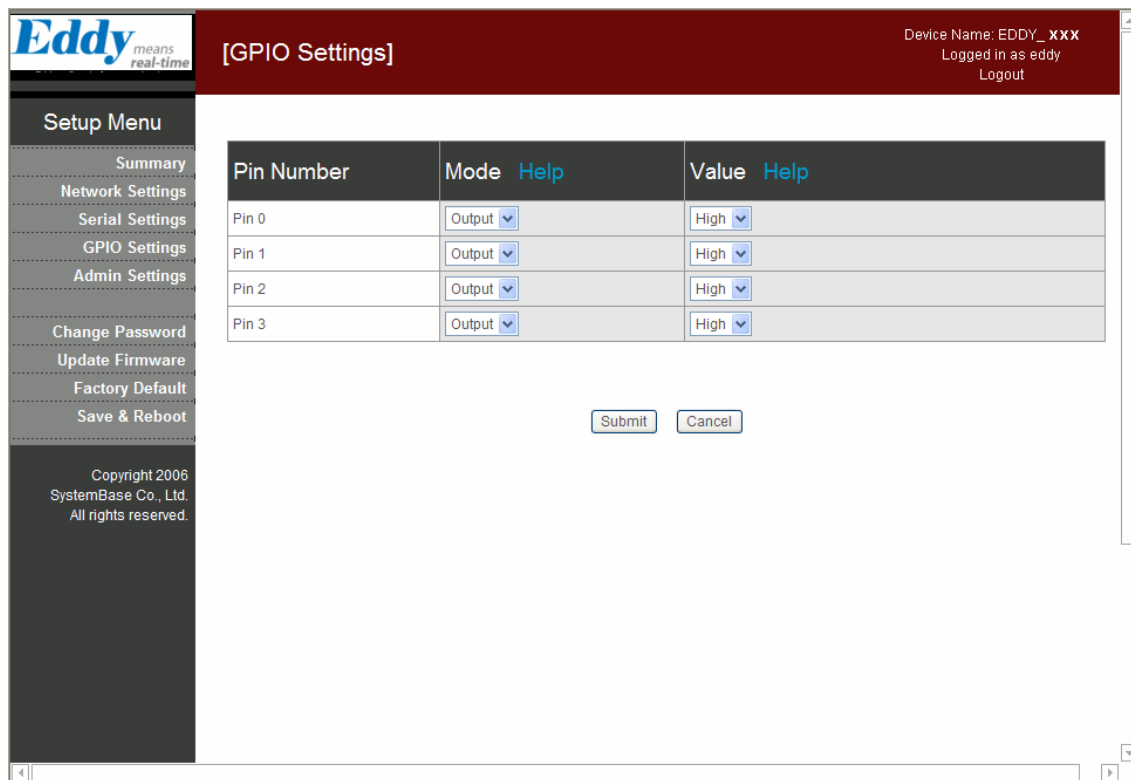 Eddy means
real-time
[GPIO Settings]
Device Name: EDDY_ XXX
Logged in as eddy
Logout
Setup Menu
Summary
Network Settings
Serial Settings
GPIO Settings
Admin Settings
Change Password
Update Firmware
Factory Default
Save & Reboot
Copyright 2006
SystemBase Co., Ltd.
All rights reserved.
Pin Number Mode Help Value Help
Pin 0 Output High
Pin 1 Output High
Pin 2 Output High
Pin 3 Output High
Submit Cancel